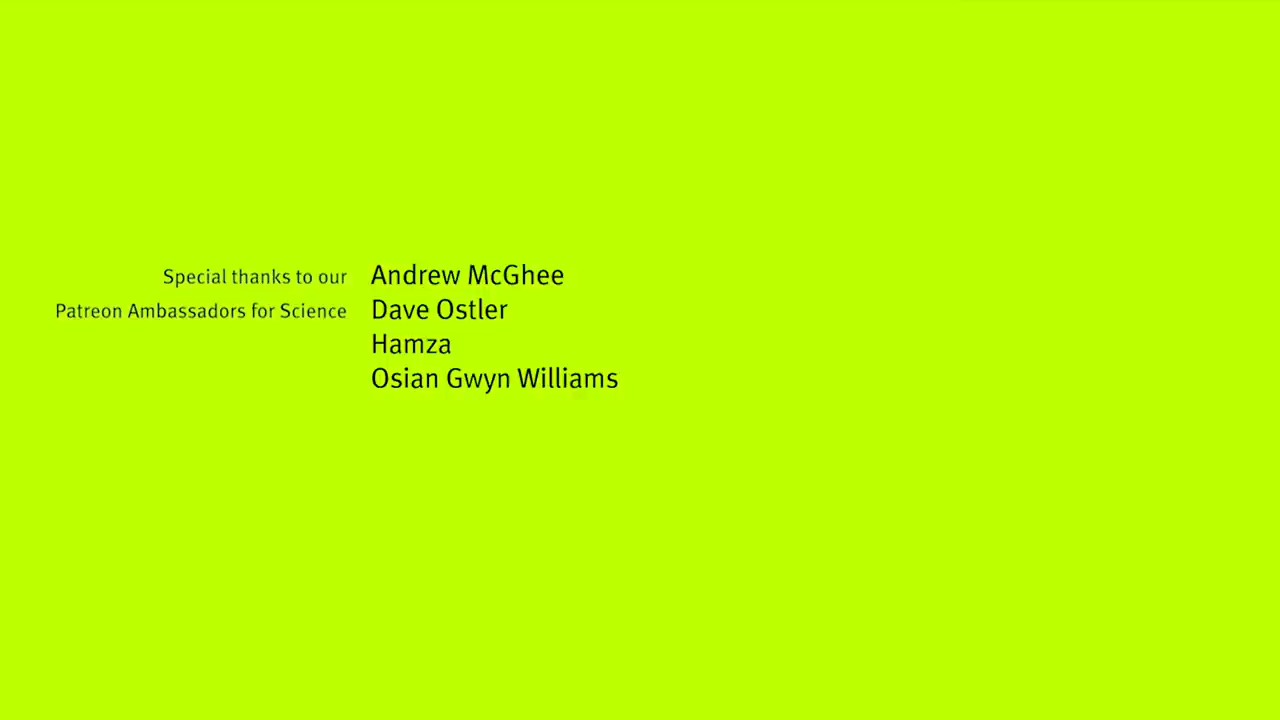 Special thanks to our Andrew McGhee
Patreon Ambassadors for Science Dave Ostler
Hamza
Osian Gwyn Williams